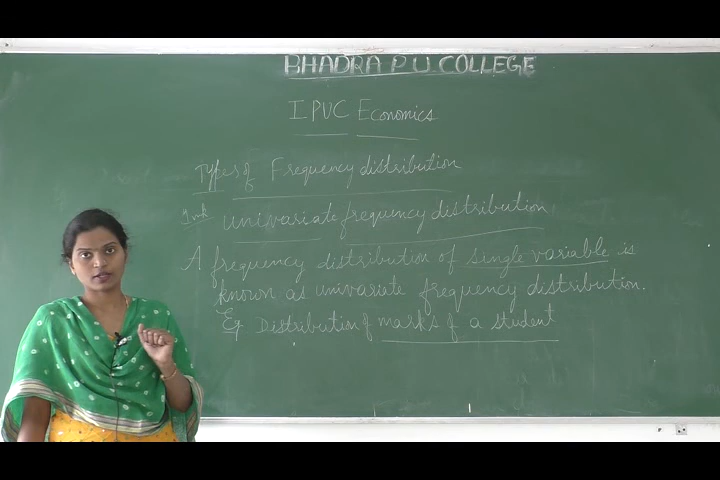 BHADRA P U COLLEGE
I PUC Economics
Types of Frequency distribution
univariate frequency distribution
A frequency distribution of single variable is
known as univariate frequency distribution.
Eg Distribution of marks of a student